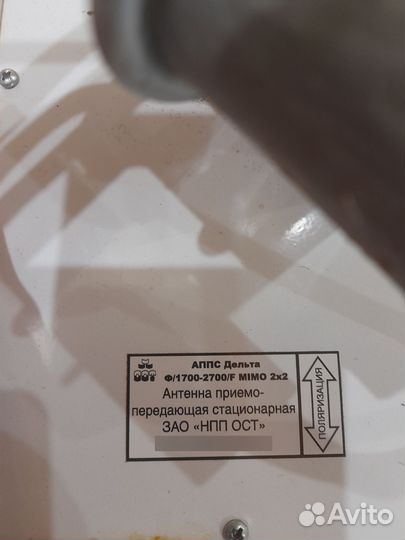 АППС Дельта
Ф/1700-2700/F MIMO 2x2
Антенна приемо-
передающая стационарная
ЗАО «НПП ОСТ»
ПОЛЯРИЗАЦИЯ
Avito